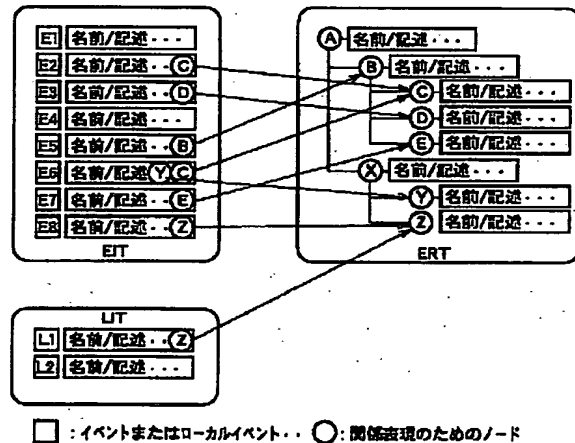 E1 名前/記述・・・
E2 名前/記述・・C
E3 名前/記述・・D
E4 名前/記述・・・
E5 名前/記述・・B
E6 名前/記述 Y C
E7 名前/記述・・E
E8 名前/記述・・Z
EIT
A 名前/記述・・・
B 名前/記述・・・
C 名前/記述・・・
D 名前/記述・・・
E 名前/記述・・・
X 名前/記述・・・
Y 名前/記述・・・
Z 名前/記述・・・
ERT
LIT
L1 名前/記述・・Z
L2 名前/記述・・・
:イベントまたはローカルイベント・・ :関係表現のためのノード